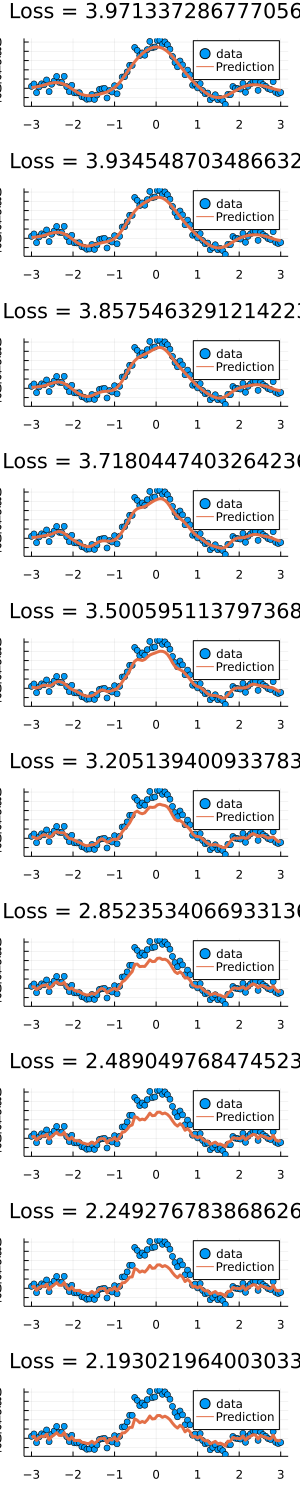 Loss = 3.971337286777056
data
Prediction
−3 −2 −1 0 1 2 3
Loss = 3.934548703486632
data
Prediction
−3 −2 −1 0 1 2 3
Loss = 3.8575463291214223
data
Prediction
−3 −2 −1 0 1 2 3
Loss = 3.7180447403264236
data
Prediction
−3 −2 −1 0 1 2 3
Loss = 3.500595113797368
data
Prediction
−3 −2 −1 0 1 2 3
Loss = 3.205139400933783
data
Prediction
−3 −2 −1 0 1 2 3
Loss = 2.8523534066933136
data
Prediction
−3 −2 −1 0 1 2 3
Loss = 2.489049768474523
data
Prediction
−3 −2 −1 0 1 2 3
Loss = 2.249276783868626
data
Prediction
−3 −2 −1 0 1 2 3
Loss = 2.193021964003033
data
Prediction
−3 −2 −1 0 1 2 3